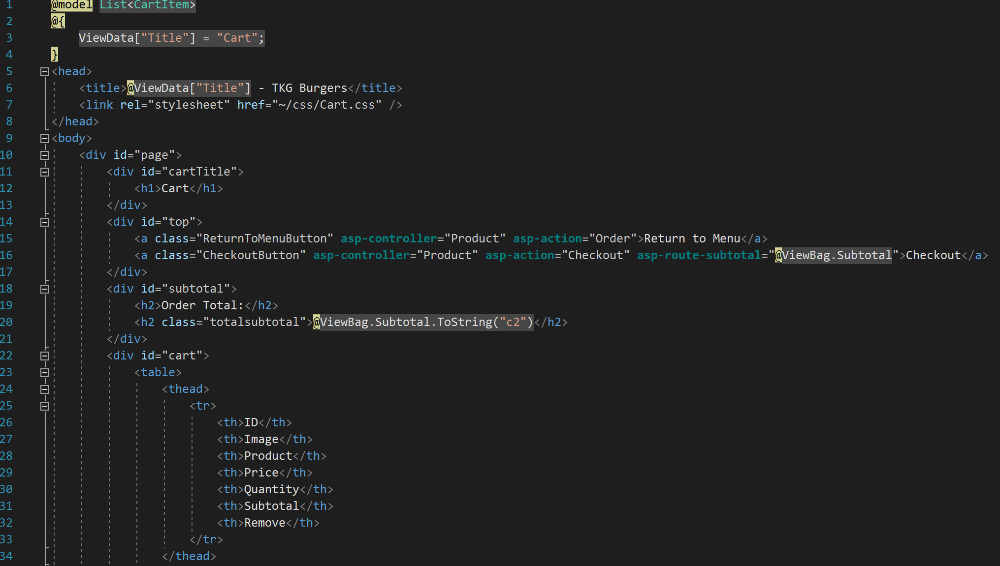 1 @model List<CartItem>
2 @{
3 ViewData["Title"] = "Cart";
4 }
5 <head>
6 <title>@ViewData["Title"] - TKG Burgers</title>
7 <link rel="stylesheet" href="~/css/Cart.css" />
8 </head>
9 <body>
10 <div id="page">
11 <div id="cartTitle">
12 <h1>Cart</h1>
13 </div>
14 <div id="top">
15 <a class="ReturnToMenuButton" asp-controller="Product" asp-action="Order">Return to Menu</a>
16 <a class="CheckoutButton" asp-controller="Product" asp-action="Checkout" asp-route-subtotal="@ViewBag.Subtotal">Checkout</a>
17 </div>
18 <div id="subtotal">
19 <h2>Order Total:</h2>
20 <h2 class="totalsubtotal">@ViewBag.Subtotal.ToString("c2")</h2>
21 </div>
22 <div id="cart">
23 <table>
24 <thead>
25 <tr>
26 <th>ID</th>
27 <th>Image</th>
28 <th>Product</th>
29 <th>Price</th>
30 <th>Quantity</th>
31 <th>Subtotal</th>
32 <th>Remove</th>
33 </tr>
34 </thead>